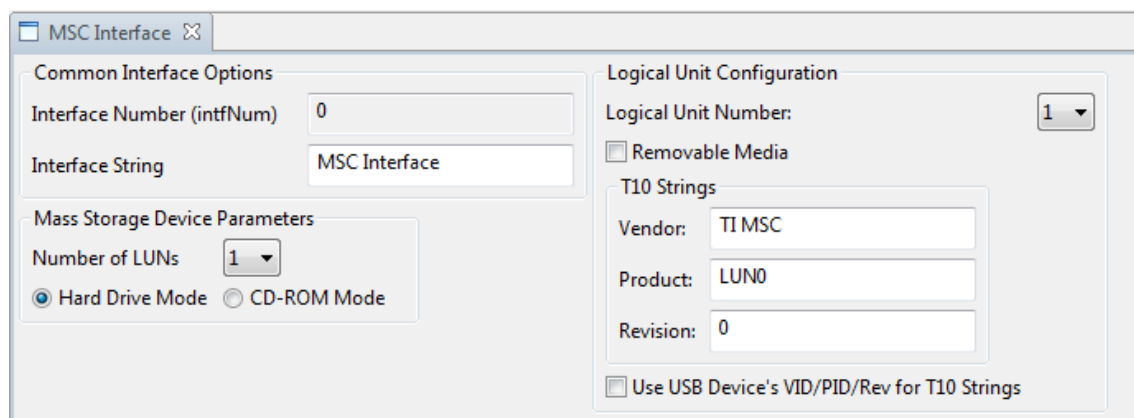 MSC Interface
Common Interface Options
Interface Number (intfNum) 0
Interface String MSC Interface
Mass Storage Device Parameters
Number of LUNs 1
Hard Drive Mode CD-ROM Mode
Logical Unit Configuration
Logical Unit Number: 1
Removable Media
T10 Strings
Vendor: TI MSC
Product: LUN0
Revision: 0
Use USB Device's VID/PID/Rev for T10 Strings